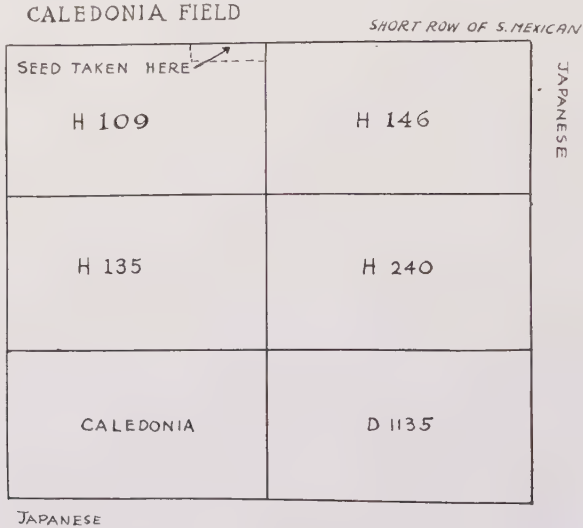 CALEDONIA FIELD
SHORT ROW OF S. MEXICAN
SEED TAKEN HERE
JAPANESE
H 109
H 146
H 135
H 240
CALEDONIA
D 1135
JAPANESE